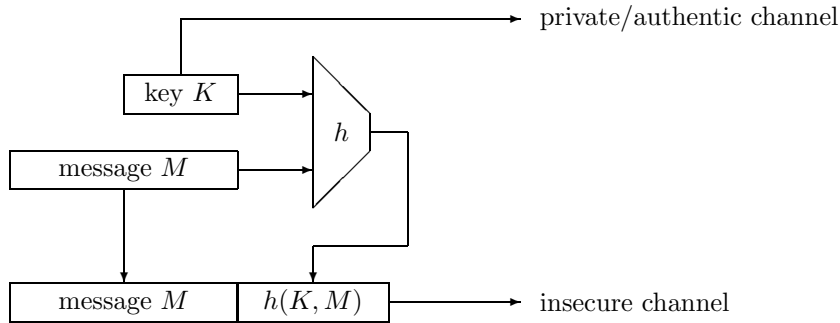 private/authentic channel
key K
h
message M
message M
h(K, M)
insecure channel